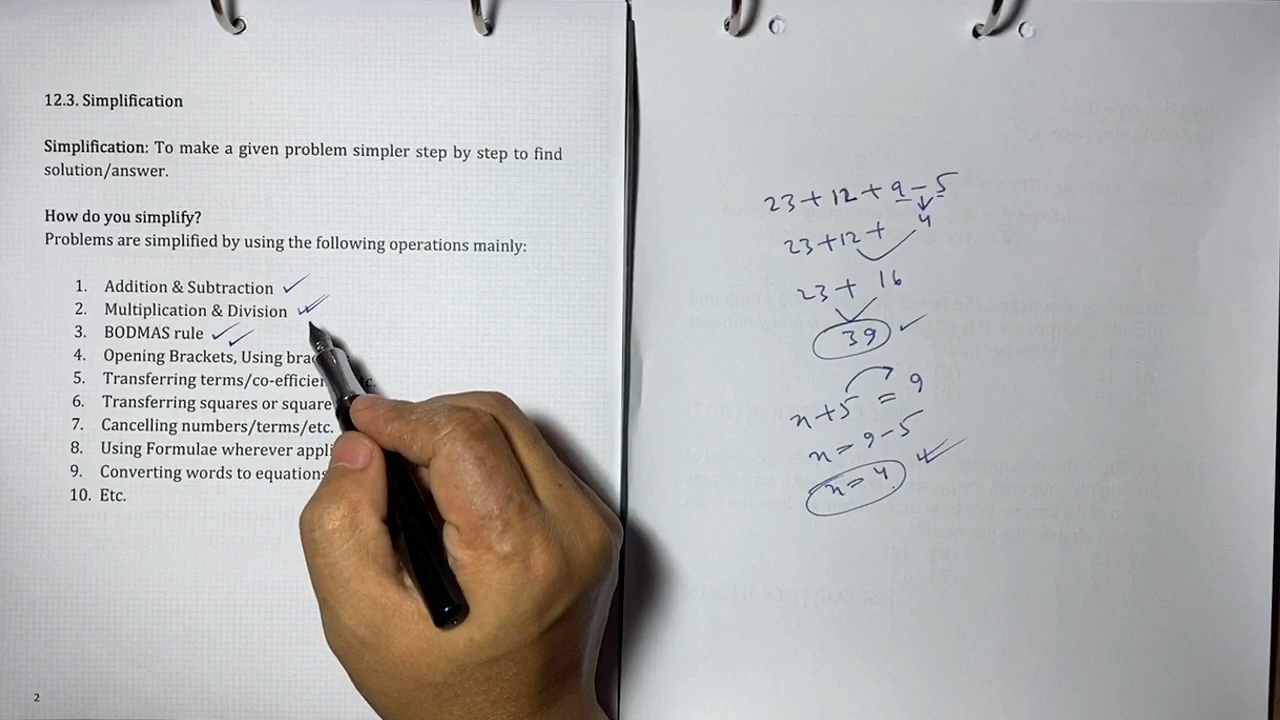 12.3. Simplification
Simplification: To make a given problem simpler step by step to find
solution/answer.
How do you simplify?
Problems are simplified by using the following operations mainly:
1. Addition & Subtraction ✓
2. Multiplication & Division ✓
3. BODMAS rule ✓✓
4. Opening Brackets, Using
5. Transferring terms/co-efficien
6. Transferring squares or square
7. Cancelling numbers/terms/etc.
8. Using Formulae wherever
9. Converting words to equations
10. Etc.
2
23+12+9-5
4
23+12+
23+ 16
39 ✓
x+5 = 9
x=9-5
x=4 ✓